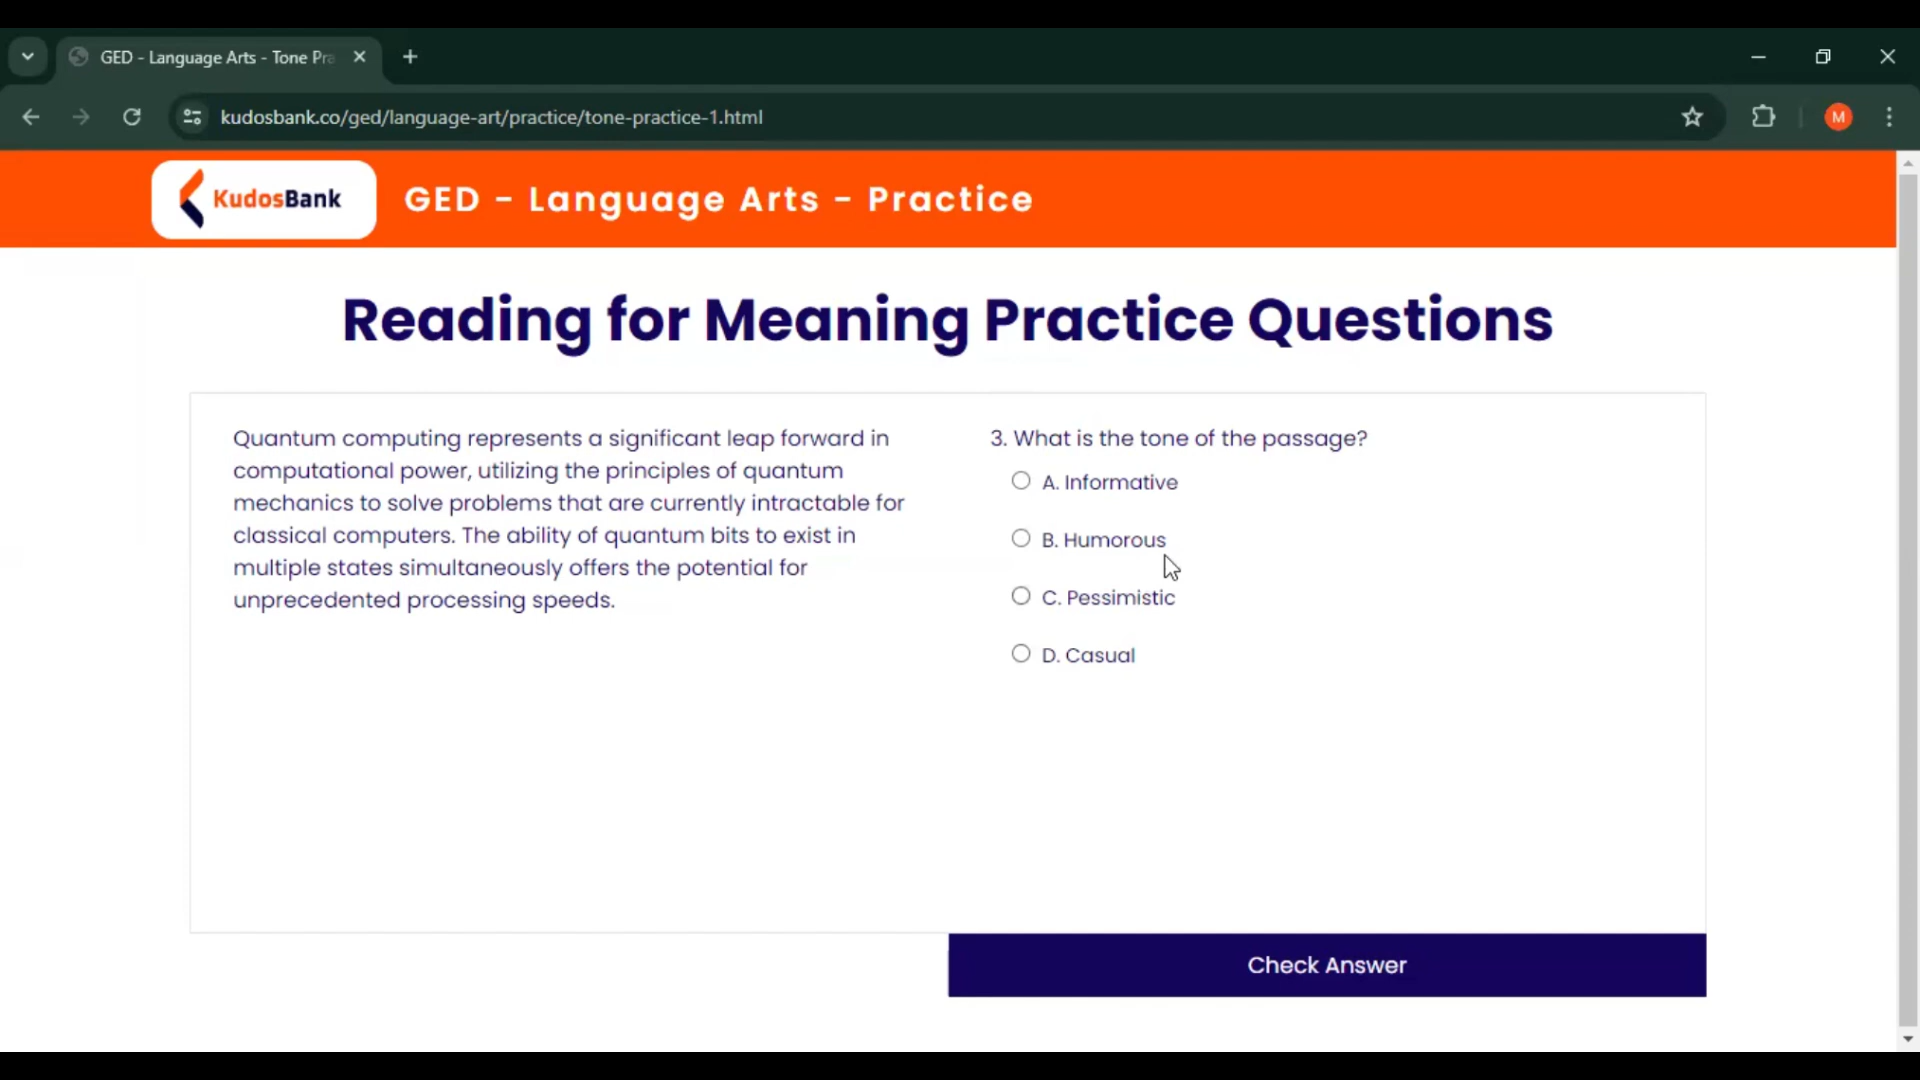 GED - Language Arts - Tone Pra
kudosbank.co/ged/language-art/practice/tone-practice-1.html
M
KudosBank
GED - Language Arts - Practice
Reading for Meaning Practice Questions
Quantum computing represents a significant leap forward in
computational power, utilizing the principles of quantum
mechanics to solve problems that are currently intractable for
classical computers. The ability of quantum bits to exist in
multiple states simultaneously offers the potential for
unprecedented processing speeds.
3. What is the tone of the passage?
A. Informative
B. Humorous
C. Pessimistic
D. Casual
Check Answer